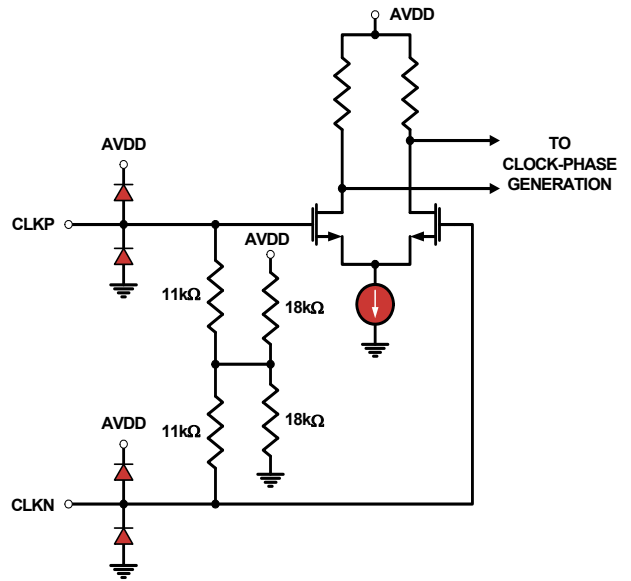 AVDD
AVDD
TO
CLOCK-PHASE
GENERATION
CLKP
AVDD
11kΩ
18kΩ
11kΩ
18kΩ
AVDD
CLKN